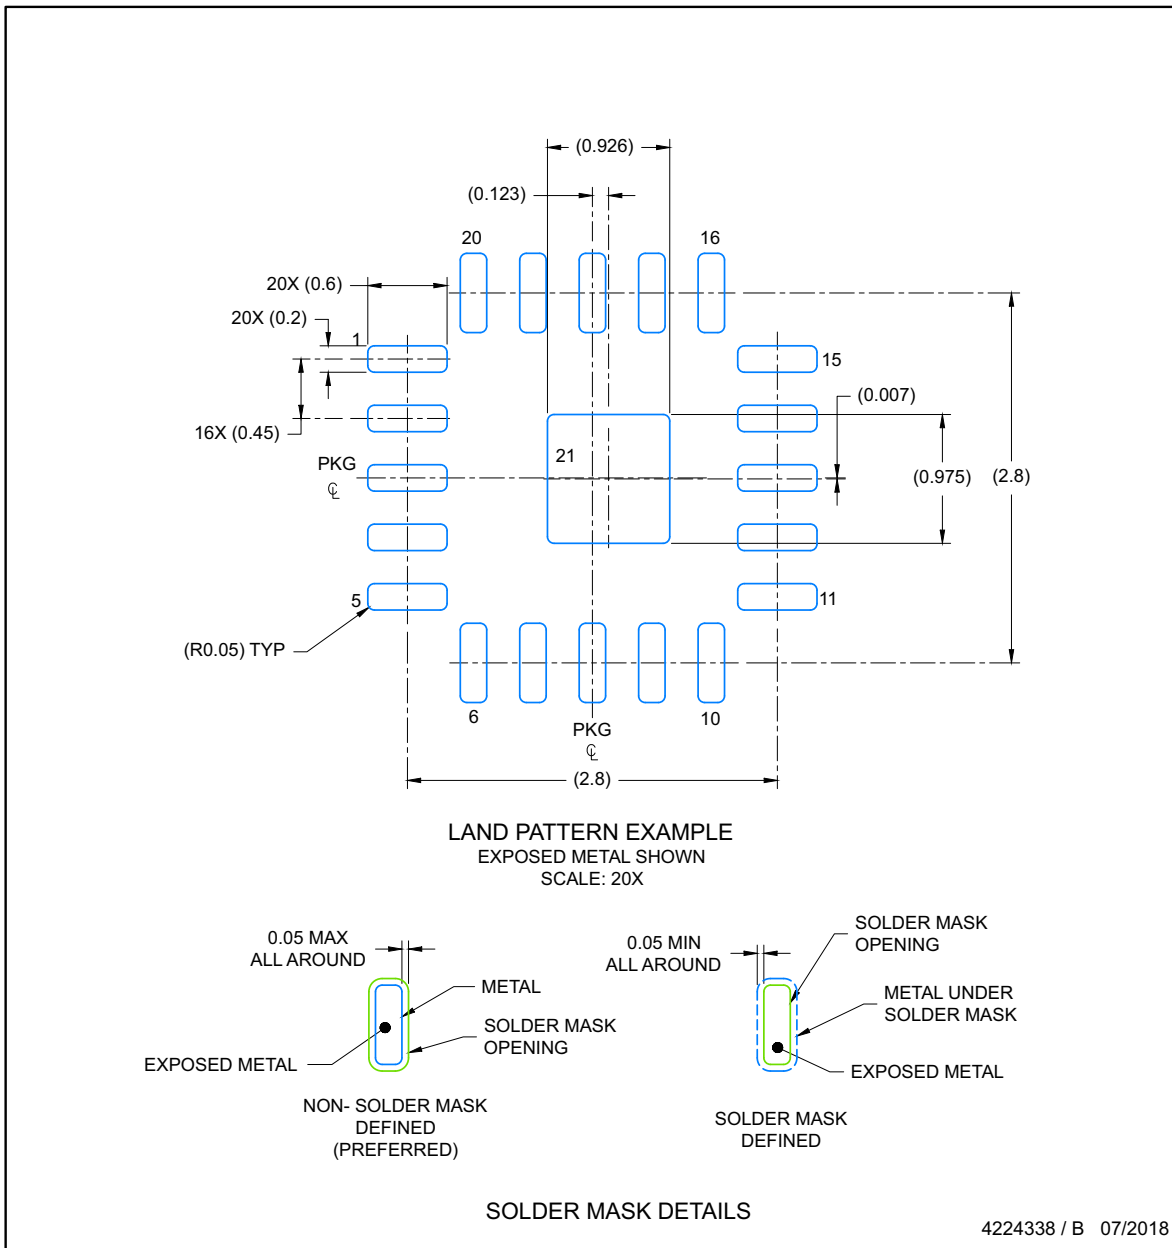 (0.926)
(0.123)
20
16
20X (0.6)
20X (0.2)
1
15
(0.007)
16X (0.45)
PKG
℄
21
(0.975)
(2.8)
5
11
(R0.05) TYP
6
10
PKG
℄
(2.8)
LAND PATTERN EXAMPLE
EXPOSED METAL SHOWN
SCALE: 20X
0.05 MAX
ALL AROUND
METAL
SOLDER MASK
OPENING
EXPOSED METAL
NON- SOLDER MASK
DEFINED
(PREFERRED)
0.05 MIN
ALL AROUND
SOLDER MASK
OPENING
METAL UNDER
SOLDER MASK
EXPOSED METAL
SOLDER MASK
DEFINED
SOLDER MASK DETAILS
4224338 / B 07/2018